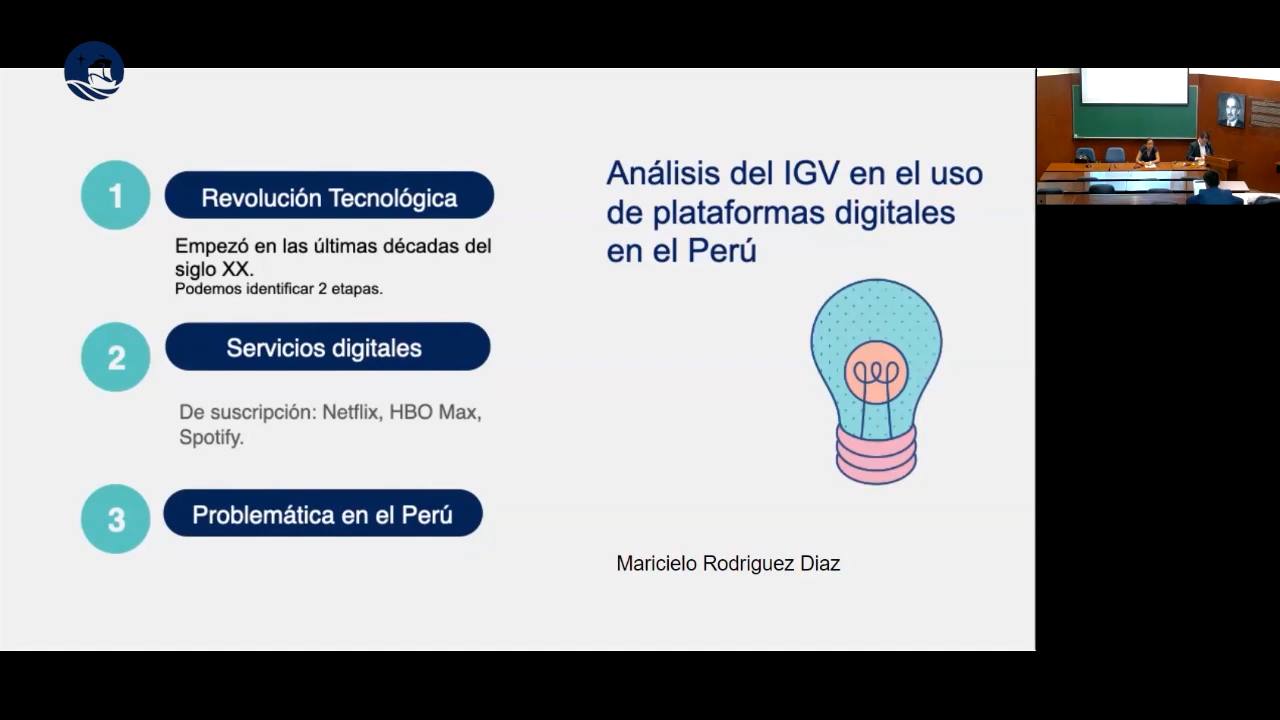 1
Revolución Tecnológica
Empezó en las últimas décadas del
siglo XX.
Podemos identificar 2 etapas.
2
Servicios digitales
De suscripción: Netflix, HBO Max,
Spotify.
3
Problemática en el Perú
Análisis del IGV en el uso
de plataformas digitales
en el Perú
Maricielo Rodriguez Diaz